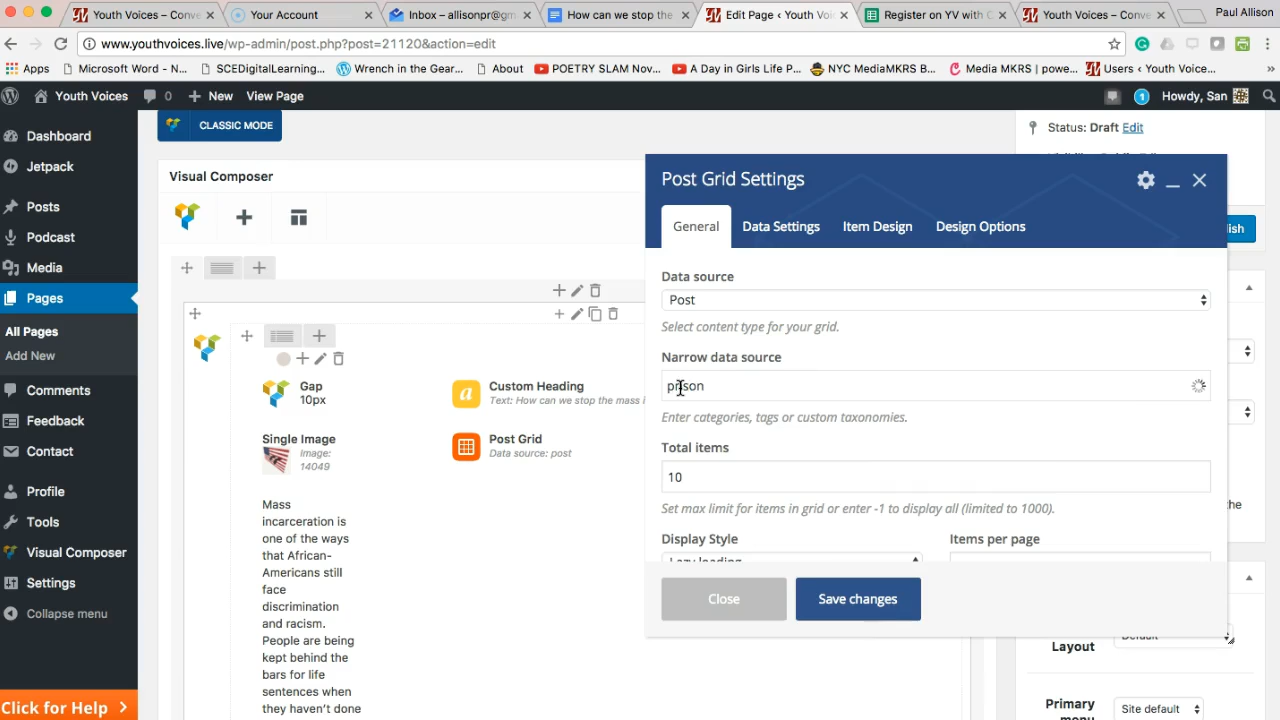 Youth Voices – Conve
Your Account
Inbox – allisonpr@gm
How can we stop the
Edit Page ‹ Youth Voi
Register on YV with C
Youth Voices – Conve
Paul Allison
www.youthvoices.live/wp-admin/post.php?post=21120&action=edit
Apps
Microsoft Word - N...
SCEDigitalLearning...
Wrench in the Gear...
About
POETRY SLAM Nov...
A Day in Girls Life P...
NYC MediaMKRS B...
Media MKRS | powe...
Users ‹ Youth Voice...
»
Youth Voices
0
New
View Page
1
Howdy, San
Dashboard
Jetpack
Posts
Podcast
Media
Pages
All Pages
Add New
Comments
Feedback
Contact
Profile
Tools
Visual Composer
Settings
Collapse menu
Click for Help
CLASSIC MODE
Visual Composer
Gap
10px
Custom Heading
Text: How can we stop the mass i
Single Image
Image:
14049
Post Grid
Data source: post
Mass
incarceration is
one of the ways
that African-
Americans still
face
discrimination
and racism.
People are being
kept behind the
bars for life
sentences when
they haven't done
Post Grid Settings
General
Data Settings
Item Design
Design Options
Data source
Post
Select content type for your grid.
Narrow data source
prison
Enter categories, tags or custom taxonomies.
Total items
10
Set max limit for items in grid or enter -1 to display all (limited to 1000).
Display Style
Items per page
Lazy loading
Close
Save changes
Status: Draft Edit
ish
the
Default
Layout
Primary
menu
Site default